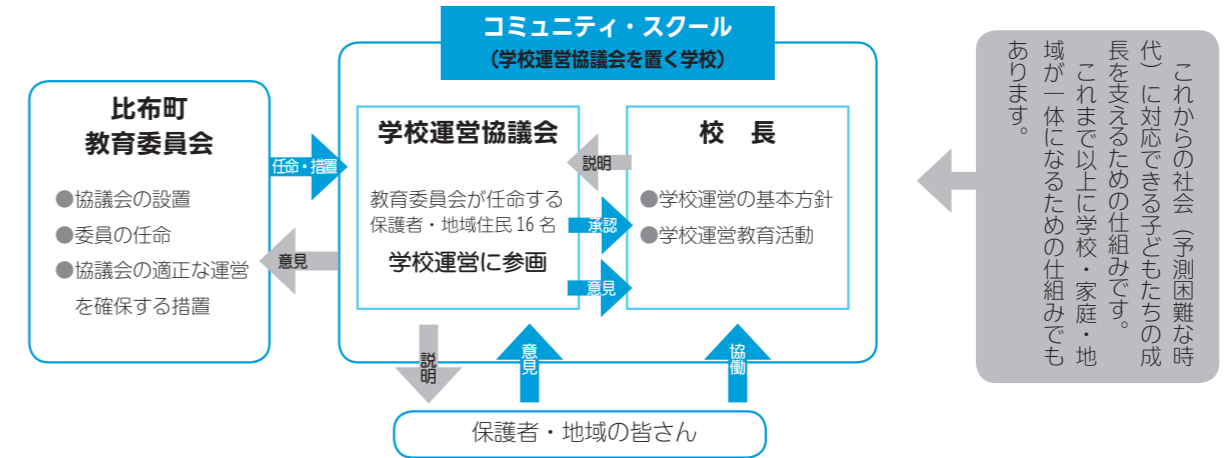 コミュニティ・スクール
（学校運営協議会を置く学校）
比布町
教育委員会
●協議会の設置
●委員の任命
●協議会の適正な運営
を確保する措置
任命・措置
意見
学校運営協議会
教育委員会が任命する
保護者・地域住民16名
学校運営に参画
説明
承認
意見
校　長
●学校運営の基本方針
●学校運営教育活動
説明
意見
協働
保護者・地域の皆さん
これからの社会（予測困難な時
代）に対応できる子どもたちの成
長を支えるための仕組みです。
これまで以上に学校・家庭・地
域が一体になるための仕組みでも
あります。